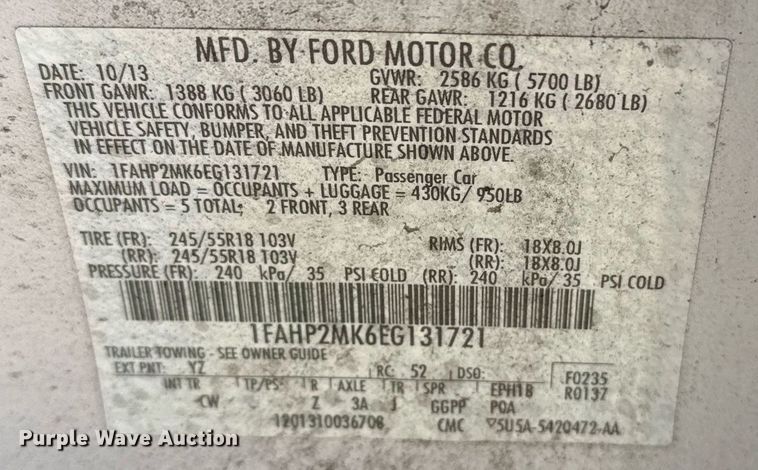 MFD. BY FORD MOTOR CO.
DATE: 10/13 GVWR: 2586 KG ( 5700 LB)
FRONT GAWR: 1388 KG ( 3060 LB) REAR GAWR: 1216 KG ( 2680 LB)
THIS VEHICLE CONFORMS TO ALL APPLICABLE FEDERAL MOTOR
VEHICLE SAFETY, BUMPER, AND THEFT PREVENTION STANDARDS
IN EFFECT ON THE DATE OF MANUFACTURE SHOWN ABOVE.
VIN: 1FAHP2MK6EG131721 TYPE: Passenger Car
MAXIMUM LOAD = OCCUPANTS + LUGGAGE = 430KG/ 950LB
OCCUPANTS = 5 TOTAL; 2 FRONT, 3 REAR
TIRE (FR): 245/55R18 103V RIMS (FR): 18X8.0J
(RR): 245/55R18 103V (RR): 18X8.0J
PRESSURE (FR): 240 kPa/ 35 PSI COLD (RR): 240 kPa/ 35 PSI COLD
1FAHP2MK6EG131721
TRAILER TOWING - SEE OWNER GUIDE
EXT PNT: YZ RC: 52 DSO: F0235
INT TR TP/PS R AXLE TR SPR EPH1B R0137
CW Z 3A J GGPP PQA
1201310036708 CMC 5U5A-5420472-AA
Purple Wave Auction